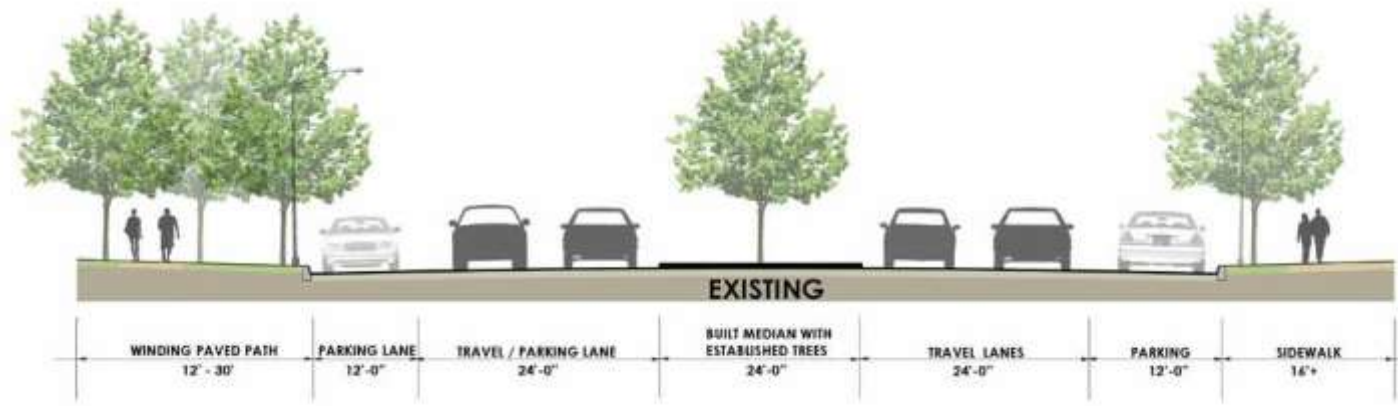 EXISTING
WINDING PAVED PATH
12' - 30'
PARKING LANE
12'-0"
TRAVEL / PARKING LANE
24'-0"
BUILT MEDIAN WITH
ESTABLISHED TREES
24'-0"
TRAVEL LANES
24'-0"
PARKING
12'-0"
SIDEWALK
16'+